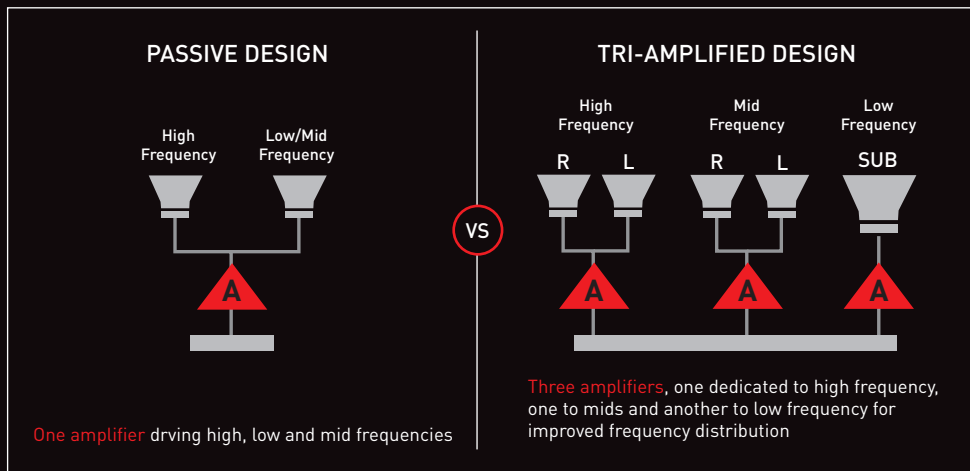 PASSIVE DESIGN
High
Frequency
Low/Mid
Frequency
A
One amplifier drving high, low and mid frequencies
VS
TRI-AMPLIFIED DESIGN
High
Frequency
R L
Mid
Frequency
R L
Low
Frequency
SUB
A A A
Three amplifiers, one dedicated to high frequency,
one to mids and another to low frequency for
improved frequency distribution